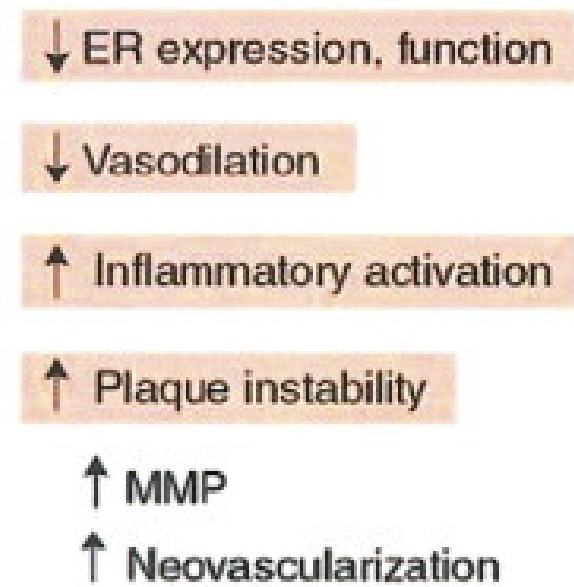 ↓ ER expression, function
↓ Vasodilation
↑ Inflammatory activation
↑ Plaque instability
↑ MMP
↑ Neovascularization